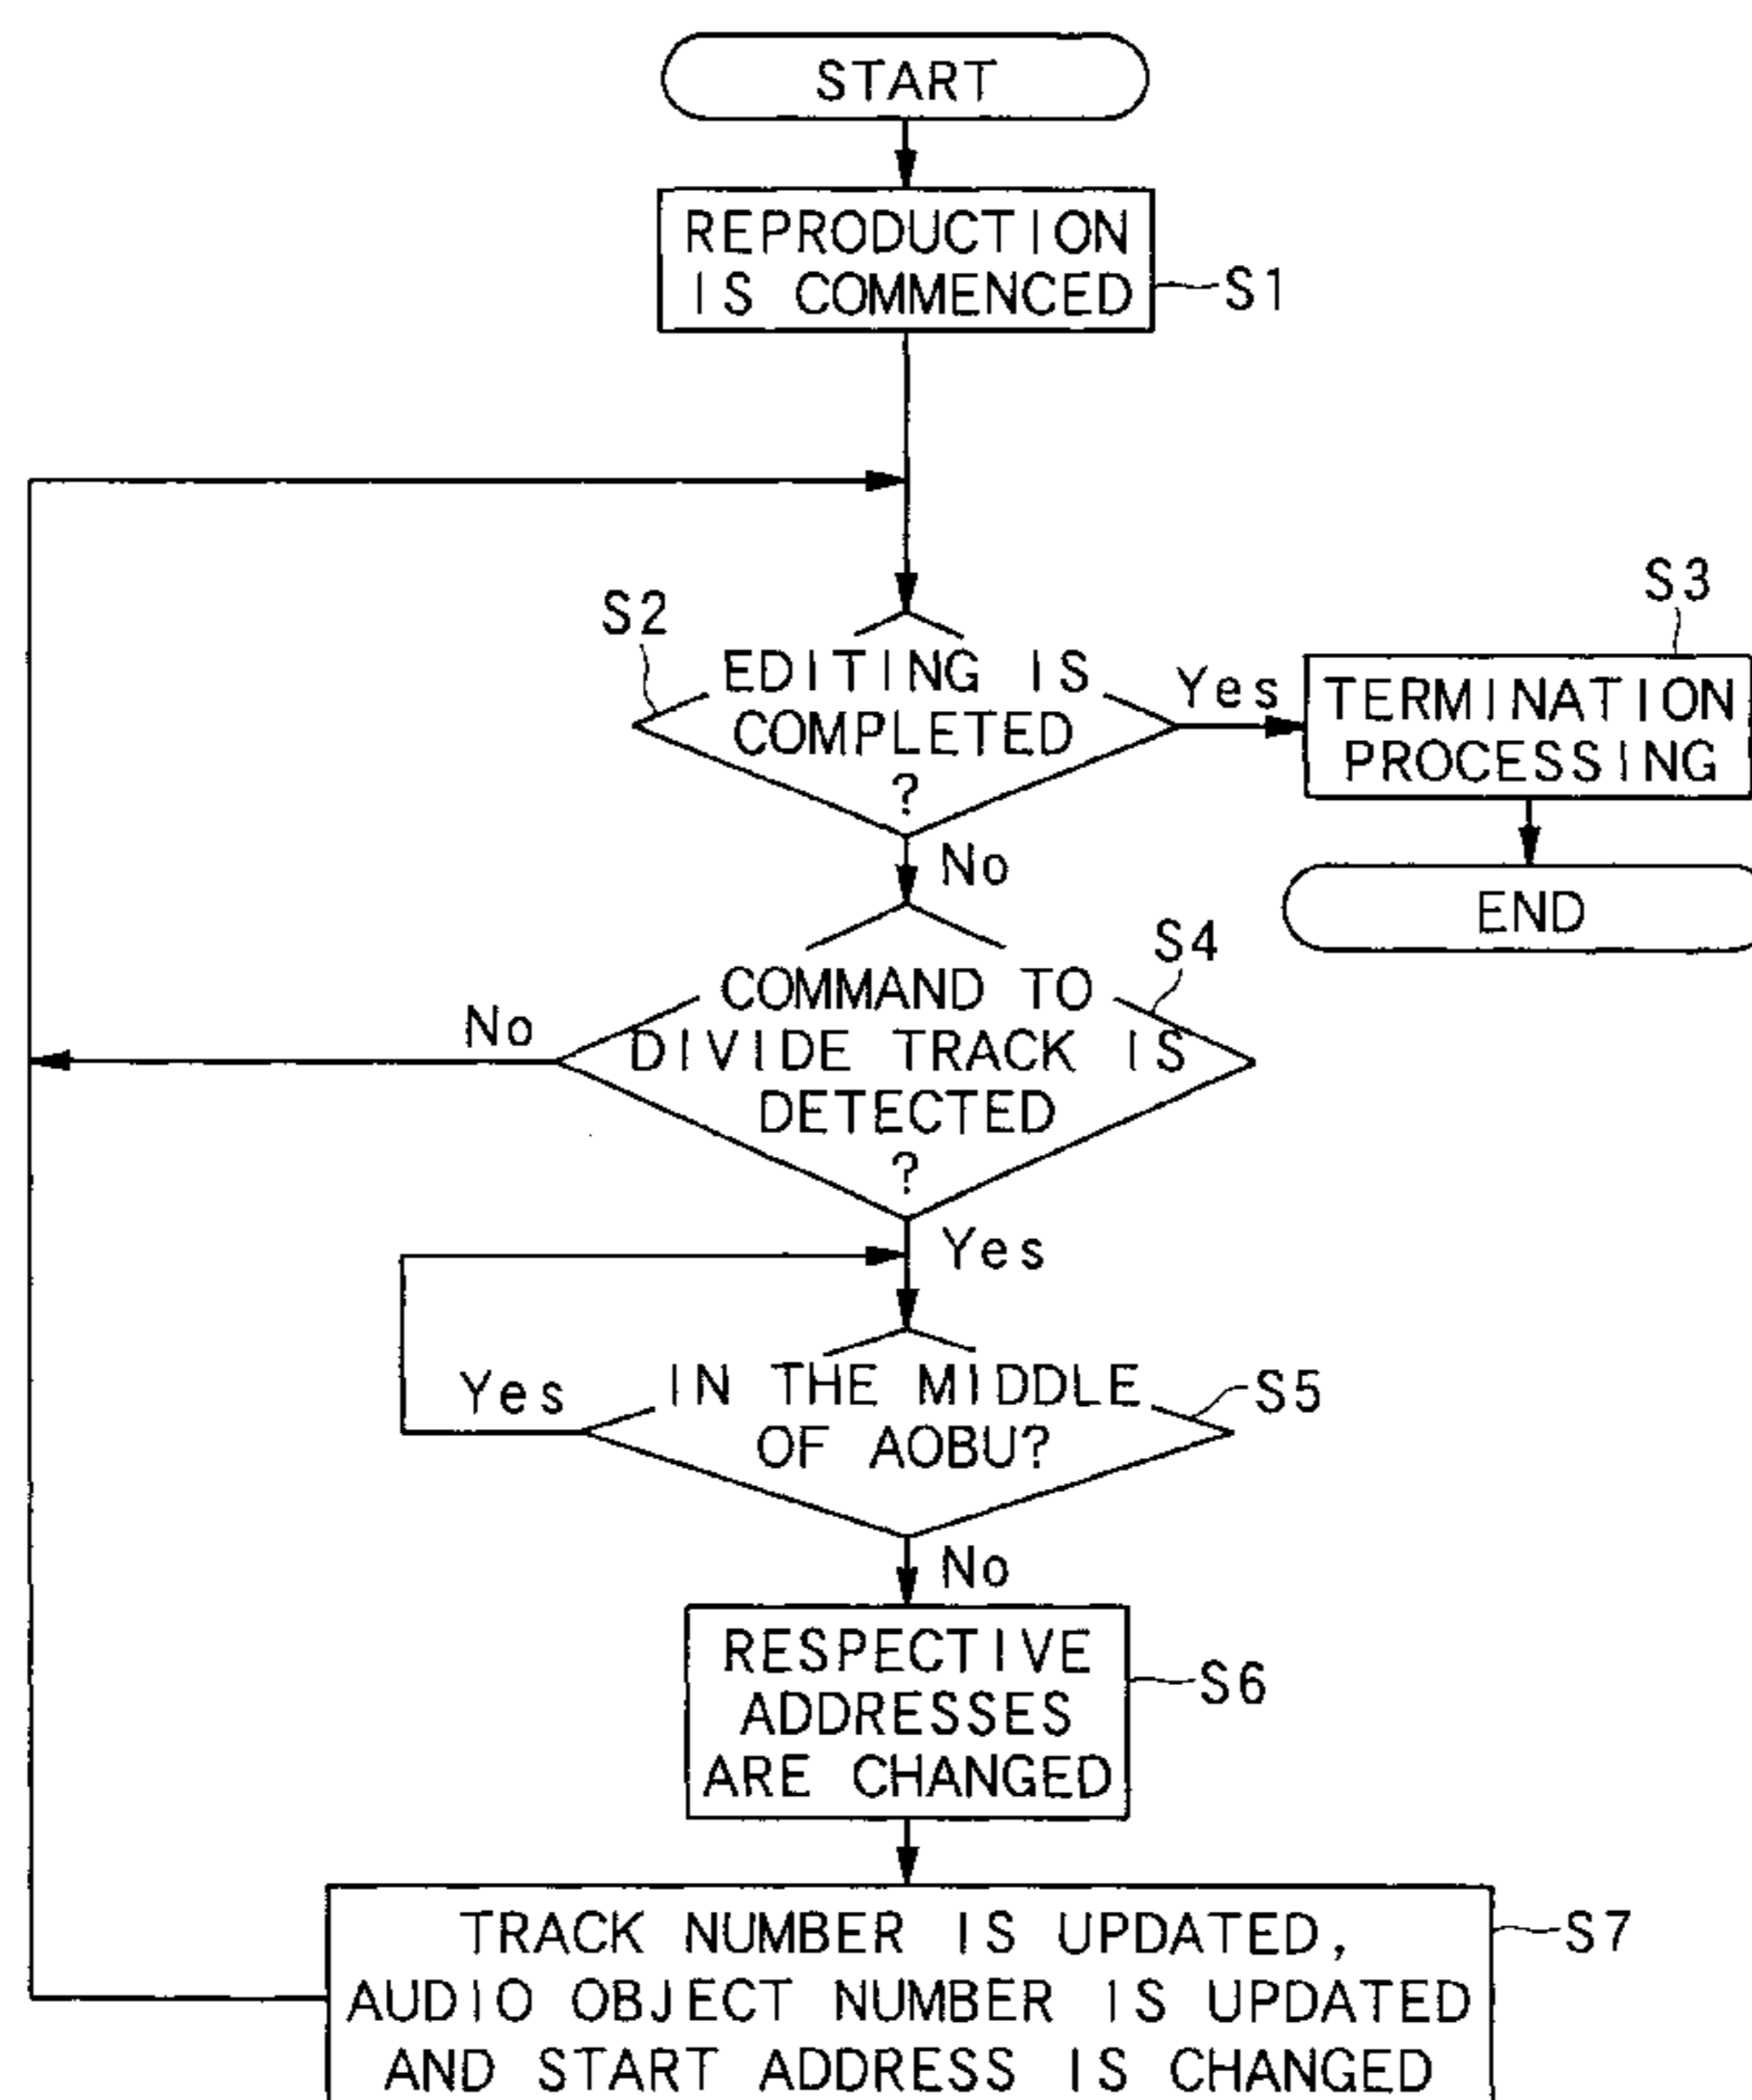 START
REPRODUCTION
IS COMMENCED
S1
S2
EDITING IS
COMPLETED
?
Yes
S3
TERMINATION
PROCESSING
END
No
S4
COMMAND TO
DIVIDE TRACK IS
DETECTED
?
No
Yes
IN THE MIDDLE
OF AOBU?
S5
Yes
No
RESPECTIVE
ADDRESSES
ARE CHANGED
S6
TRACK NUMBER IS UPDATED,
AUDIO OBJECT NUMBER IS UPDATED
AND START ADDRESS IS CHANGED
S7